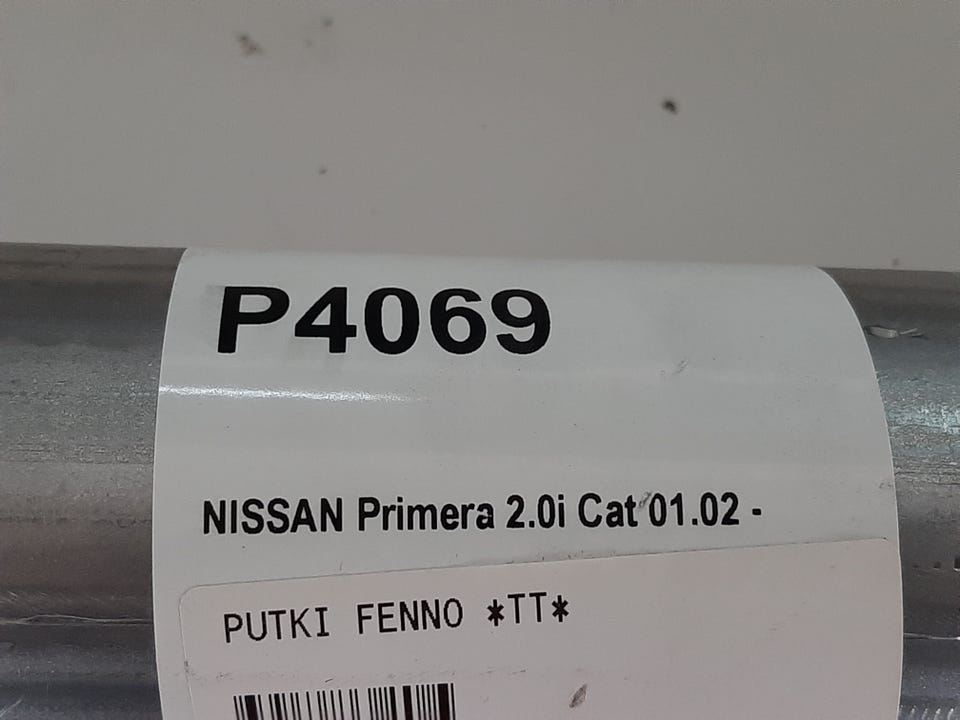 P4069
NISSAN Primera 2.0i Cat 01.02 -
PUTKI FENNO *TT*